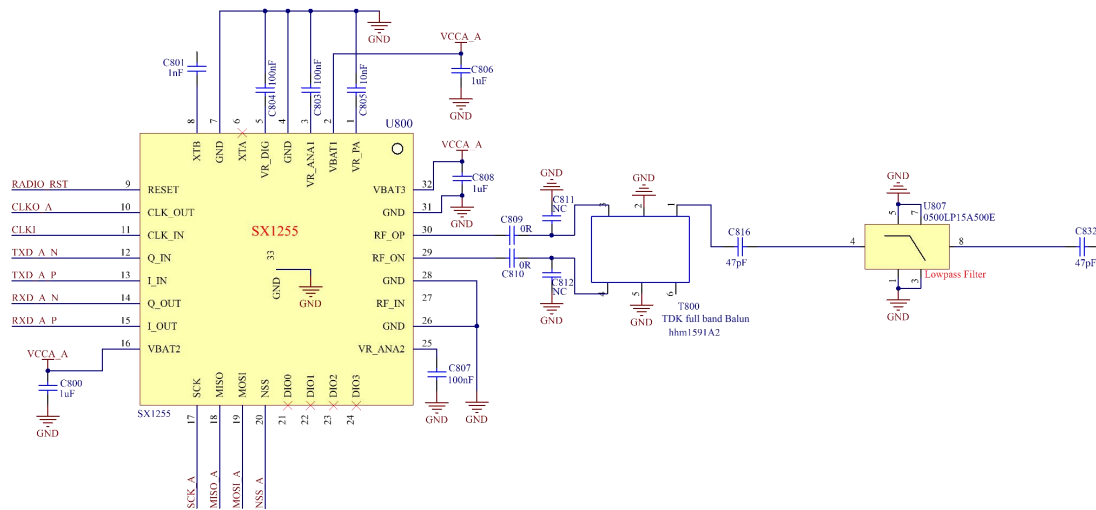 GND
VCCA_A
C801
1nF
C804
100nF
C803
100nF
C805
10nF
C806
1uF
GND
8
7
6
5
4
3
2
1
U800
XTB
GND
XTA
VR_DIG
GND
VR_ANA1
VBAT1
VR_PA
VCCA_A
C808
1uF
GND
RADIO_RST
9
RESET
VBAT3
32
CLKO_A
10
CLK_OUT
GND
31
CLKI
11
CLK_IN
SX1255
RF_OP
30
TXD_A_N
12
Q_IN
RF_ON
29
TXD_A_P
13
I_IN
33
GND
GND
GND
28
RXD_A_N
14
Q_OUT
RF_IN
27
RXD_A_P
15
I_OUT
GND
26
16
VBAT2
VR_ANA2
25
VCCA_A
C800
1uF
GND
C807
100nF
GND
GND
SCK
MISO
MOSI
NSS
DIO0
DIO1
DIO2
DIO3
SX1255
17
18
19
20
21
22
23
24
SCK_A
MISO_A
MOSI_A
NSS_A
GND
C811
NC
C809
0R
0R
C810
C812
NC
GND
GND
3
2
1
4
5
6
GND
T800
TDK full band Balun
hhm1591A2
C816
47pF
GND
U807
0500LP15A500E
5
7
4
8
1
3
Lowpass Filter
GND
C832
47pF